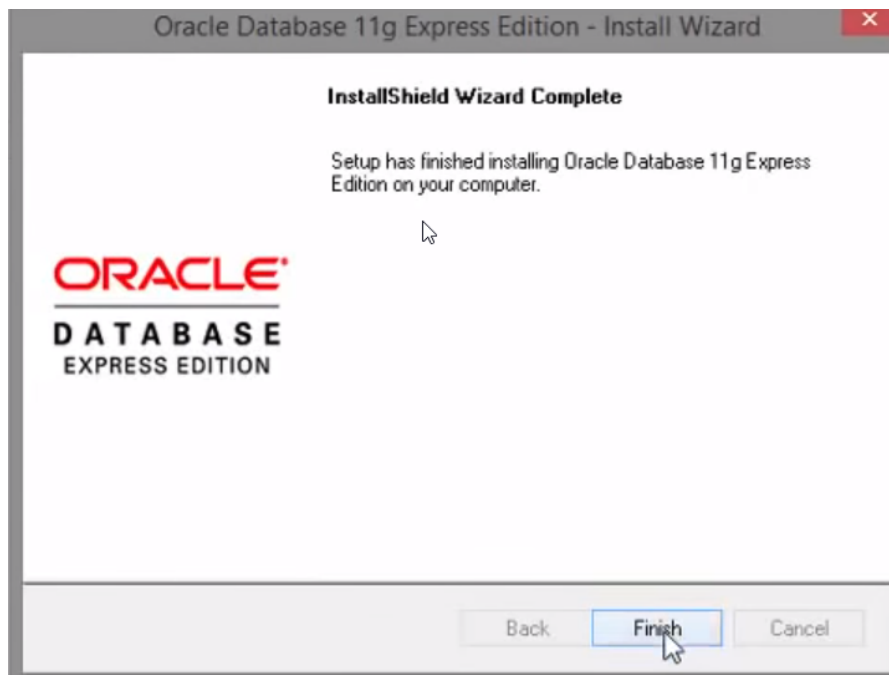 Oracle Database 11g Express Edition - Install Wizard
InstallShield Wizard Complete
Setup has finished installing Oracle Database 11g Express
Edition on your computer.
ORACLE
DATABASE
EXPRESS EDITION
Back
Finish
Cancel